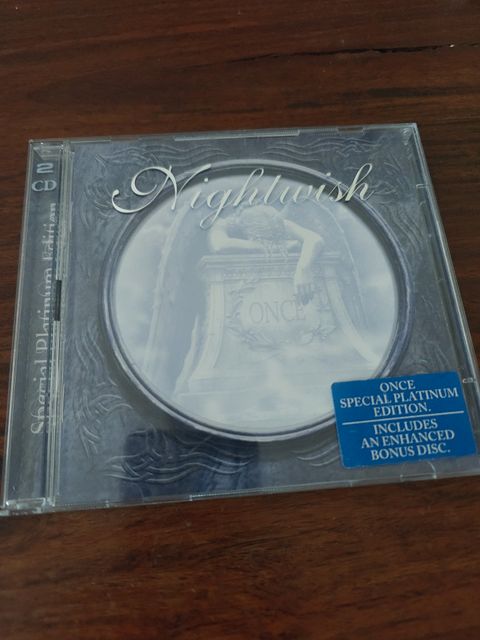 2
CD
Special Platinum Edition
Nightwish
ONCE
ONCE
SPECIAL PLATINUM
EDITION.
INCLUDES
AN ENHANCED
BONUS DISC.